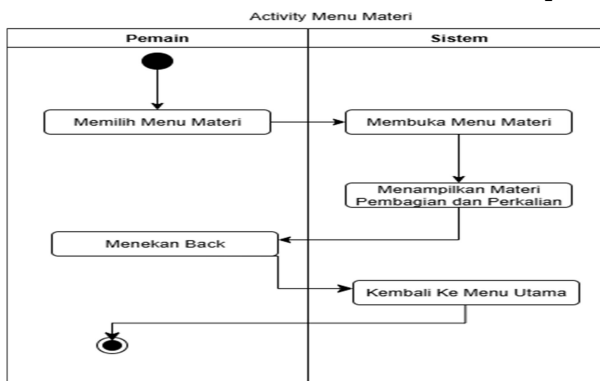 Activity Menu Materi
Pemain
Sistem
Memilih Menu Materi
Membuka Menu Materi
Menampilkan Materi
Pembagian dan Perkalian
Menekan Back
Kembali Ke Menu Utama